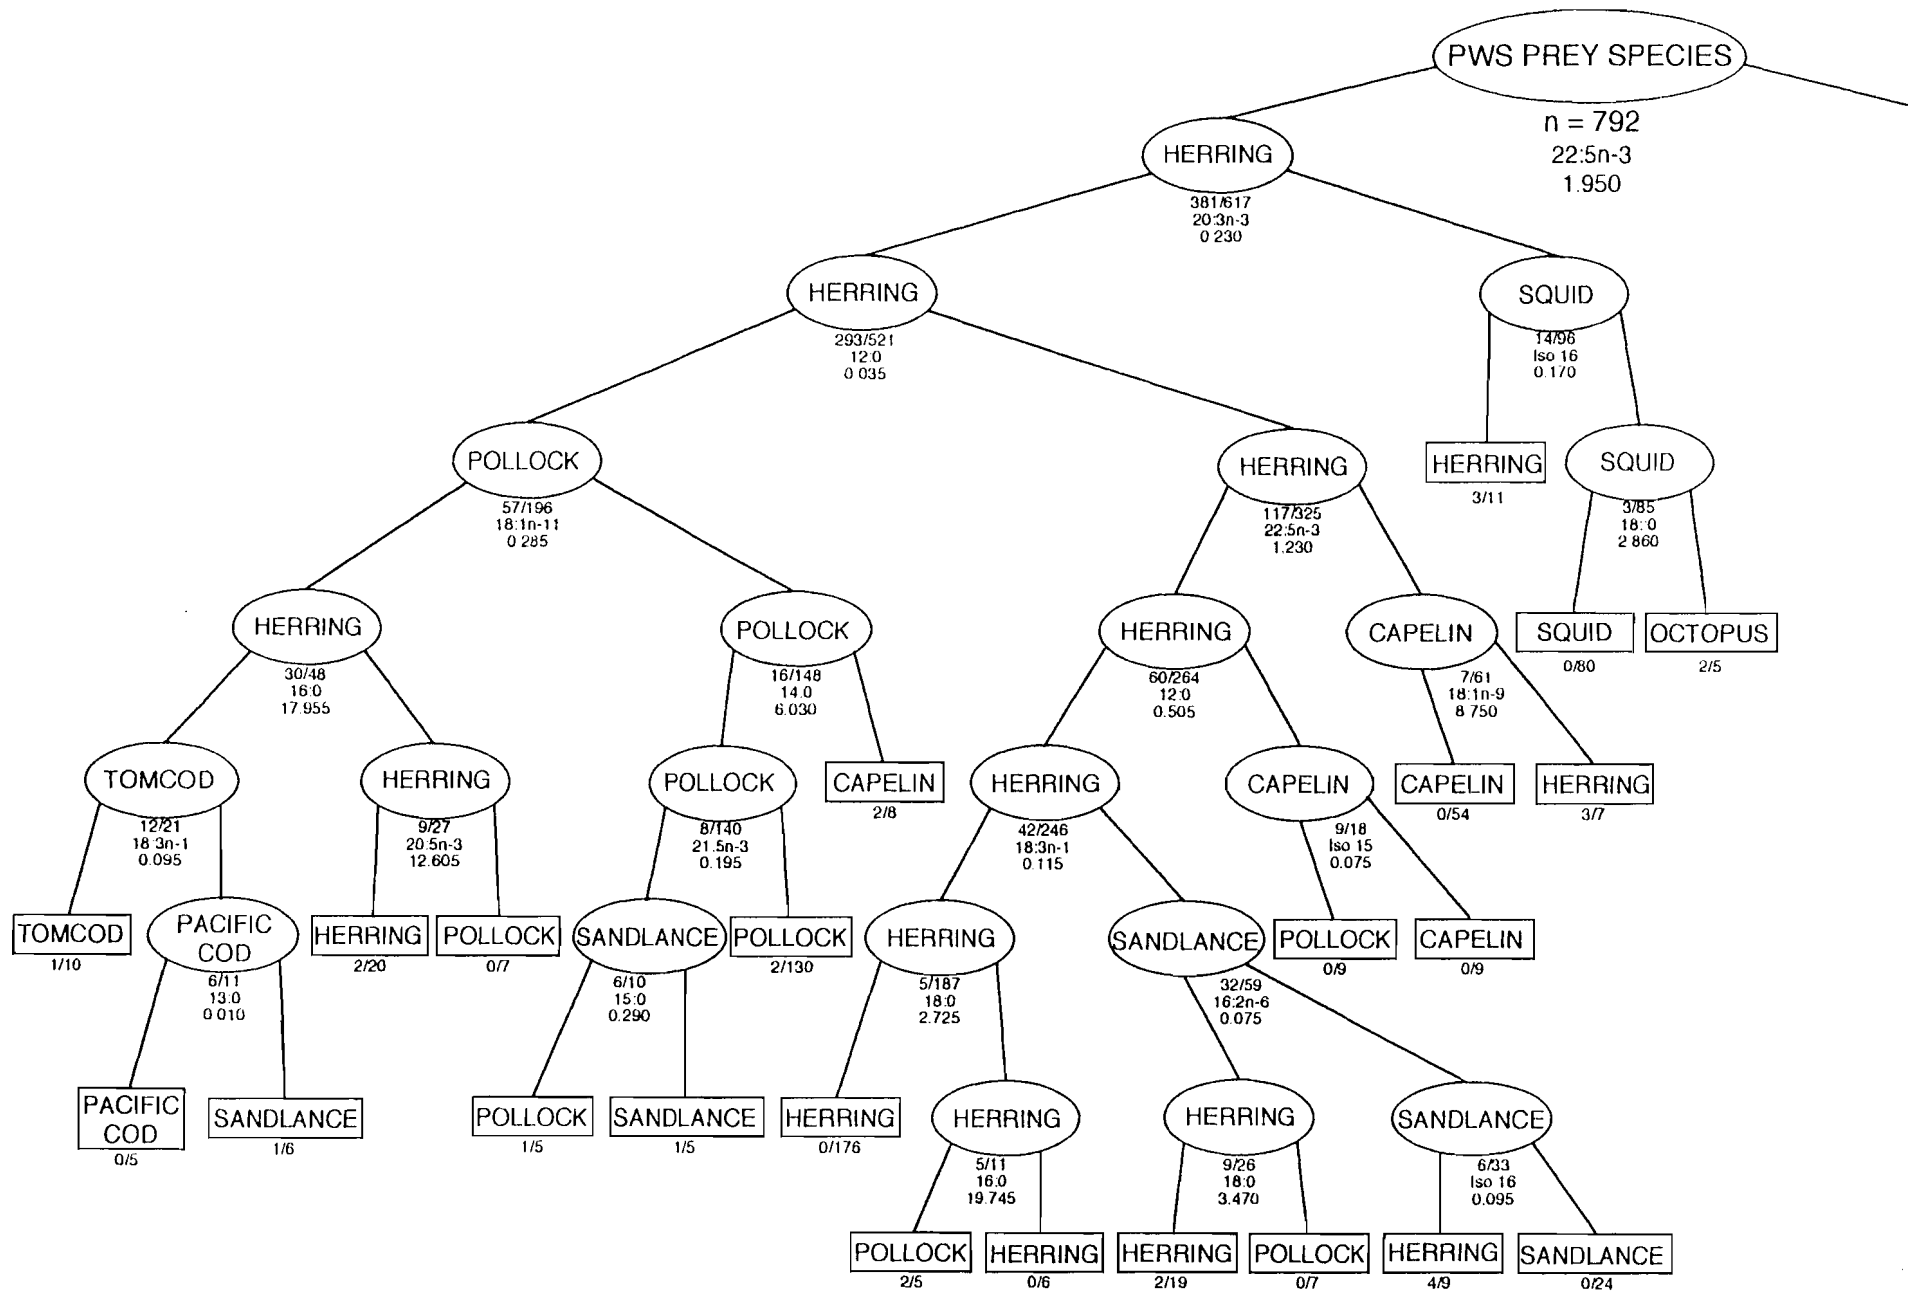 PWS PREY SPECIES
n = 792
22:5n-3
1.950
HERRING
381/617
20:3n-3
0 230
HERRING
293/521
12:0
0 035
SQUID
14/96
Iso 16
0.170
POLLOCK
57/196
18:1n-11
0 285
HERRING
117/325
22:5n-3
1.230
HERRING
3/11
SQUID
3/85
18:0
2 860
HERRING
30/48
16:0
17.955
POLLOCK
16/148
14.0
6.030
HERRING
60/264
12:0
0.505
CAPELIN
7/61
18:1n-9
8 750
SQUID
0/80
OCTOPUS
2/5
TOMCOD
12/21
18:3n-1
0.095
HERRING
9/27
20:5n-3
12.605
POLLOCK
8/140
21.5n-3
0.195
CAPELIN
2/8
HERRING
42/246
18:3n-1
0.115
CAPELIN
9/18
Iso 15
0.075
CAPELIN
0/54
HERRING
3/7
TOMCOD
1/10
PACIFIC
COD
6/11
13:0
0 010
HERRING
2/20
POLLOCK
0/7
SANDLANCE
6/10
15:0
0.290
POLLOCK
2/130
HERRING
5/187
18:0
2.725
SANDLANCE
32/59
16:2n-6
0.075
POLLOCK
0/9
CAPELIN
0/9
PACIFIC
COD
0/5
SANDLANCE
1/6
POLLOCK
1/5
SANDLANCE
1/5
HERRING
0/176
HERRING
5/11
16:0
19.745
HERRING
9/26
18:0
3.470
SANDLANCE
6/33
Iso 16
0.095
POLLOCK
2/5
HERRING
0/6
HERRING
2/19
POLLOCK
0/7
HERRING
4/9
SANDLANCE
0/24